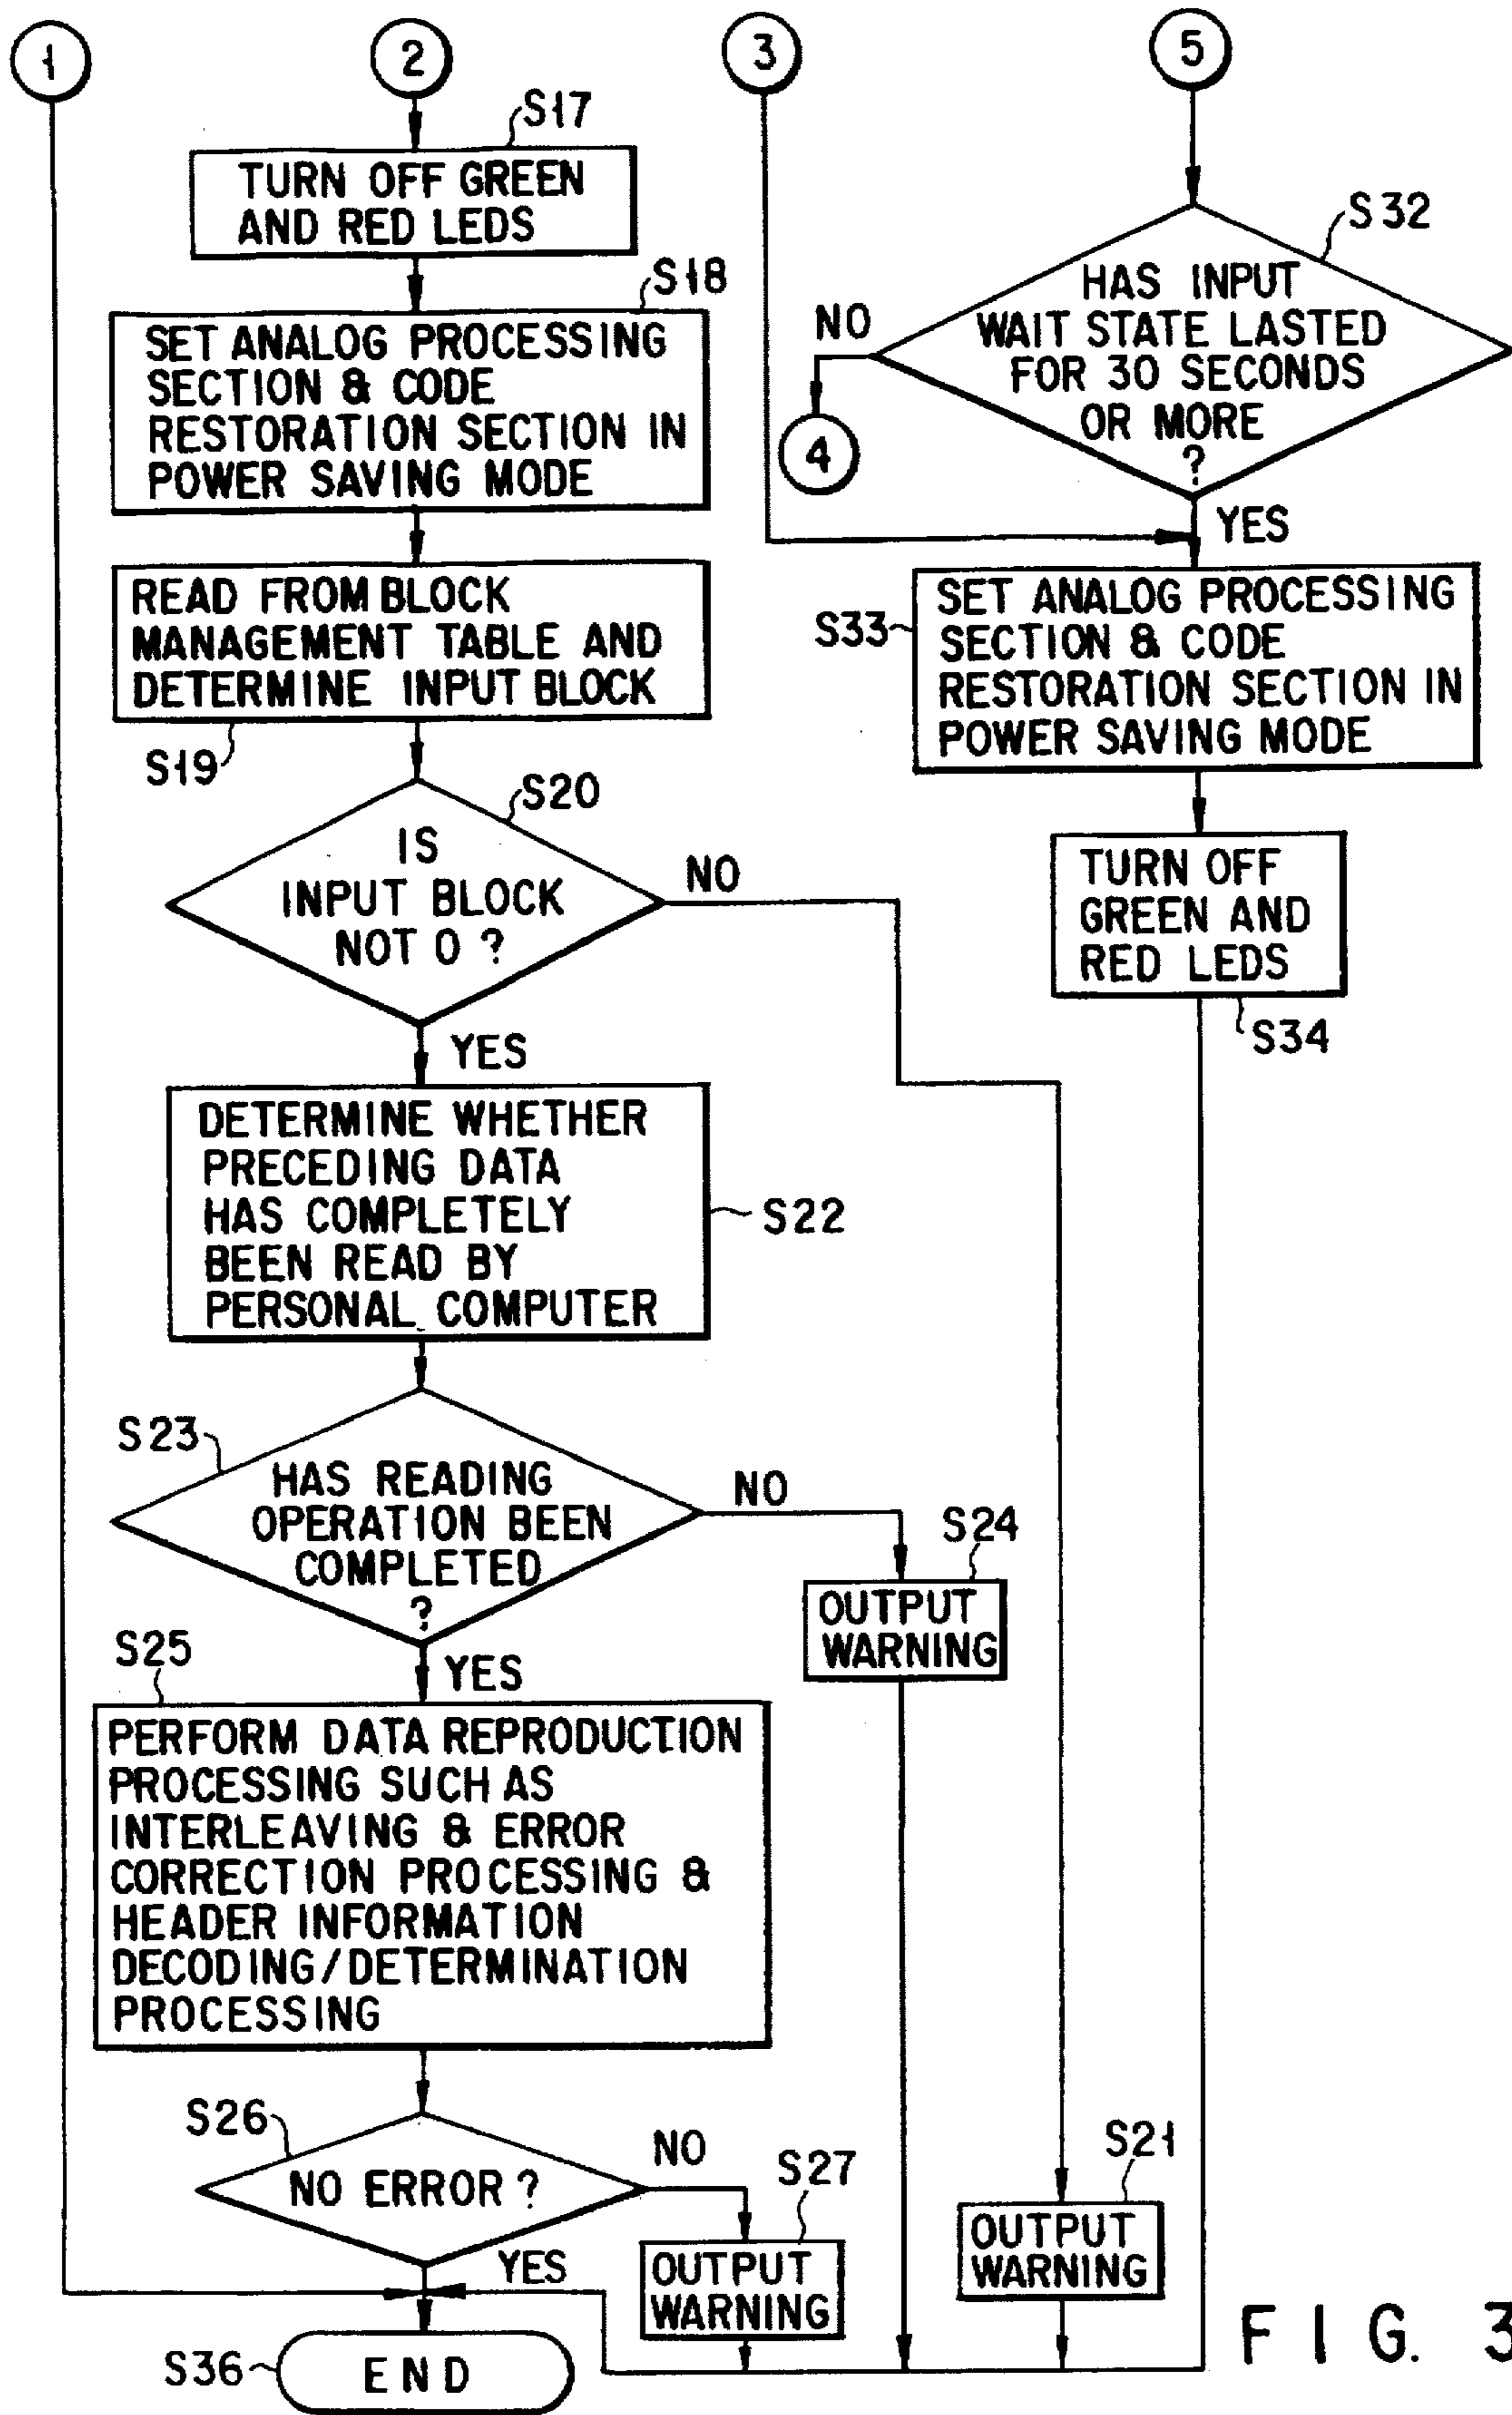 1
2
3
5
S17
TURN OFF GREEN
AND RED LEDS
S18
SET ANALOG PROCESSING
SECTION & CODE
RESTORATION SECTION IN
POWER SAVING MODE
READ FROM BLOCK
MANAGEMENT TABLE AND
DETERMINE INPUT BLOCK
S19
S20
IS
INPUT BLOCK
NOT 0 ?
NO
YES
DETERMINE WHETHER
PRECEDING DATA
HAS COMPLETELY
BEEN READ BY
PERSONAL COMPUTER
S22
S23
HAS READING
OPERATION BEEN
COMPLETED
?
NO
YES
S24
OUTPUT
WARNING
S25
PERFORM DATA REPRODUCTION
PROCESSING SUCH AS
INTERLEAVING & ERROR
CORRECTION PROCESSING &
HEADER INFORMATION
DECODING/DETERMINATION
PROCESSING
S26
NO ERROR ?
NO
YES
S27
OUTPUT
WARNING
S21
OUTPUT
WARNING
S36
END
S32
HAS INPUT
WAIT STATE LASTED
FOR 30 SECONDS
OR MORE
?
NO
4
YES
S33
SET ANALOG PROCESSING
SECTION & CODE
RESTORATION SECTION IN
POWER SAVING MODE
TURN OFF
GREEN AND
RED LEDS
S34
FIG. 3